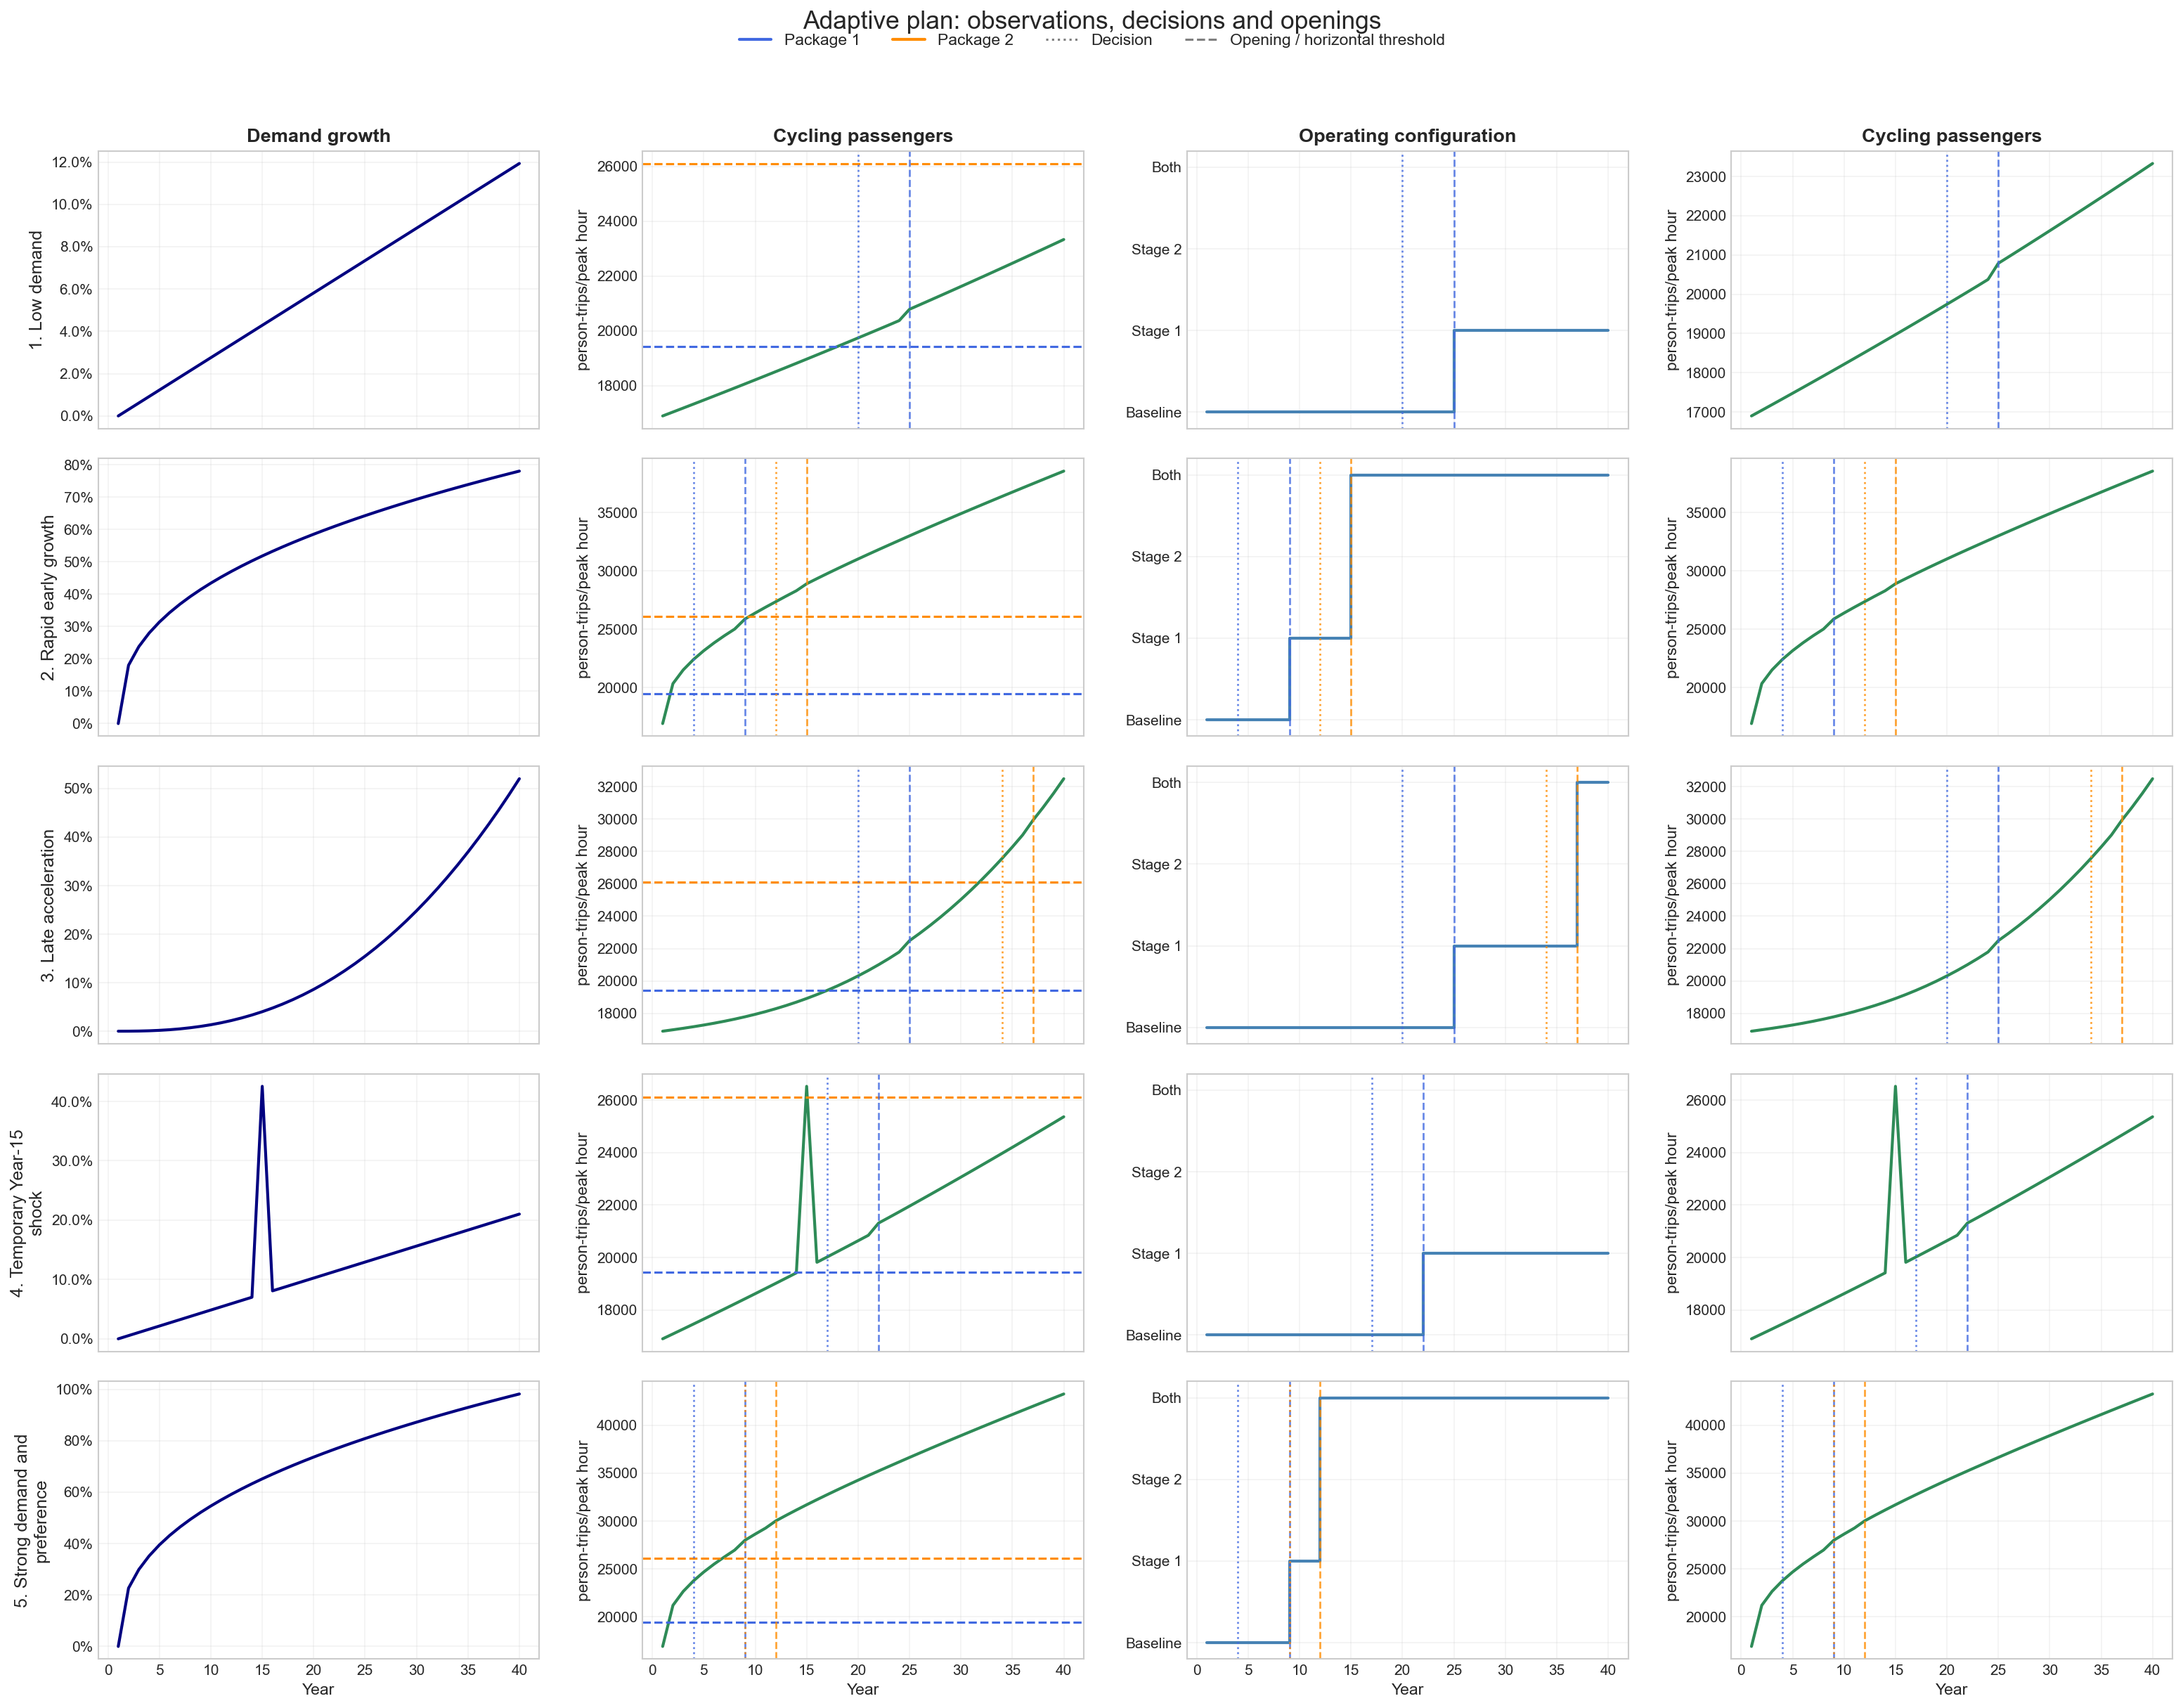 Adaptive plan: observations, decisions and openings
Package 1 Package 2 Decision Opening / horizontal threshold
Demand growth
Cycling passengers
Operating configuration
Cycling passengers
1. Low demand
12.0%
10.0%
8.0%
6.0%
4.0%
2.0%
0.0%
person-trips/peak hour
26000
24000
22000
20000
18000
Both
Stage 2
Stage 1
Baseline
person-trips/peak hour
23000
22000
21000
20000
19000
18000
17000
2. Rapid early growth
80%
70%
60%
50%
40%
30%
20%
10%
0%
person-trips/peak hour
35000
30000
25000
20000
Both
Stage 2
Stage 1
Baseline
person-trips/peak hour
35000
30000
25000
20000
3. Late acceleration
50%
40%
30%
20%
10%
0%
person-trips/peak hour
32000
30000
28000
26000
24000
22000
20000
18000
Both
Stage 2
Stage 1
Baseline
person-trips/peak hour
32000
30000
28000
26000
24000
22000
20000
18000
4. Temporary Year-15
shock
40.0%
30.0%
20.0%
10.0%
0.0%
person-trips/peak hour
26000
24000
22000
20000
18000
Both
Stage 2
Stage 1
Baseline
person-trips/peak hour
26000
24000
22000
20000
18000
5. Strong demand and
preference
100%
80%
60%
40%
20%
0%
0 5 10 15 20 25 30 35 40
Year
person-trips/peak hour
40000
35000
30000
25000
20000
0 5 10 15 20 25 30 35 40
Year
Both
Stage 2
Stage 1
Baseline
0 5 10 15 20 25 30 35 40
Year
person-trips/peak hour
40000
35000
30000
25000
20000
0 5 10 15 20 25 30 35 40
Year